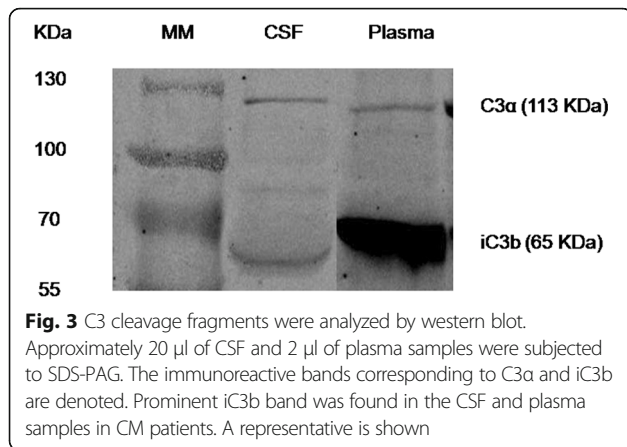 KDa MM CSF Plasma
130
C3α (113 KDa)
100
70
iC3b (65 KDa)
55
Fig. 3 C3 cleavage fragments were analyzed by western blot.
Approximately 20 μl of CSF and 2 μl of plasma samples were subjected
to SDS-PAG. The immunoreactive bands corresponding to C3α and iC3b
are denoted. Prominent iC3b band was found in the CSF and plasma
samples in CM patients. A representative is shown